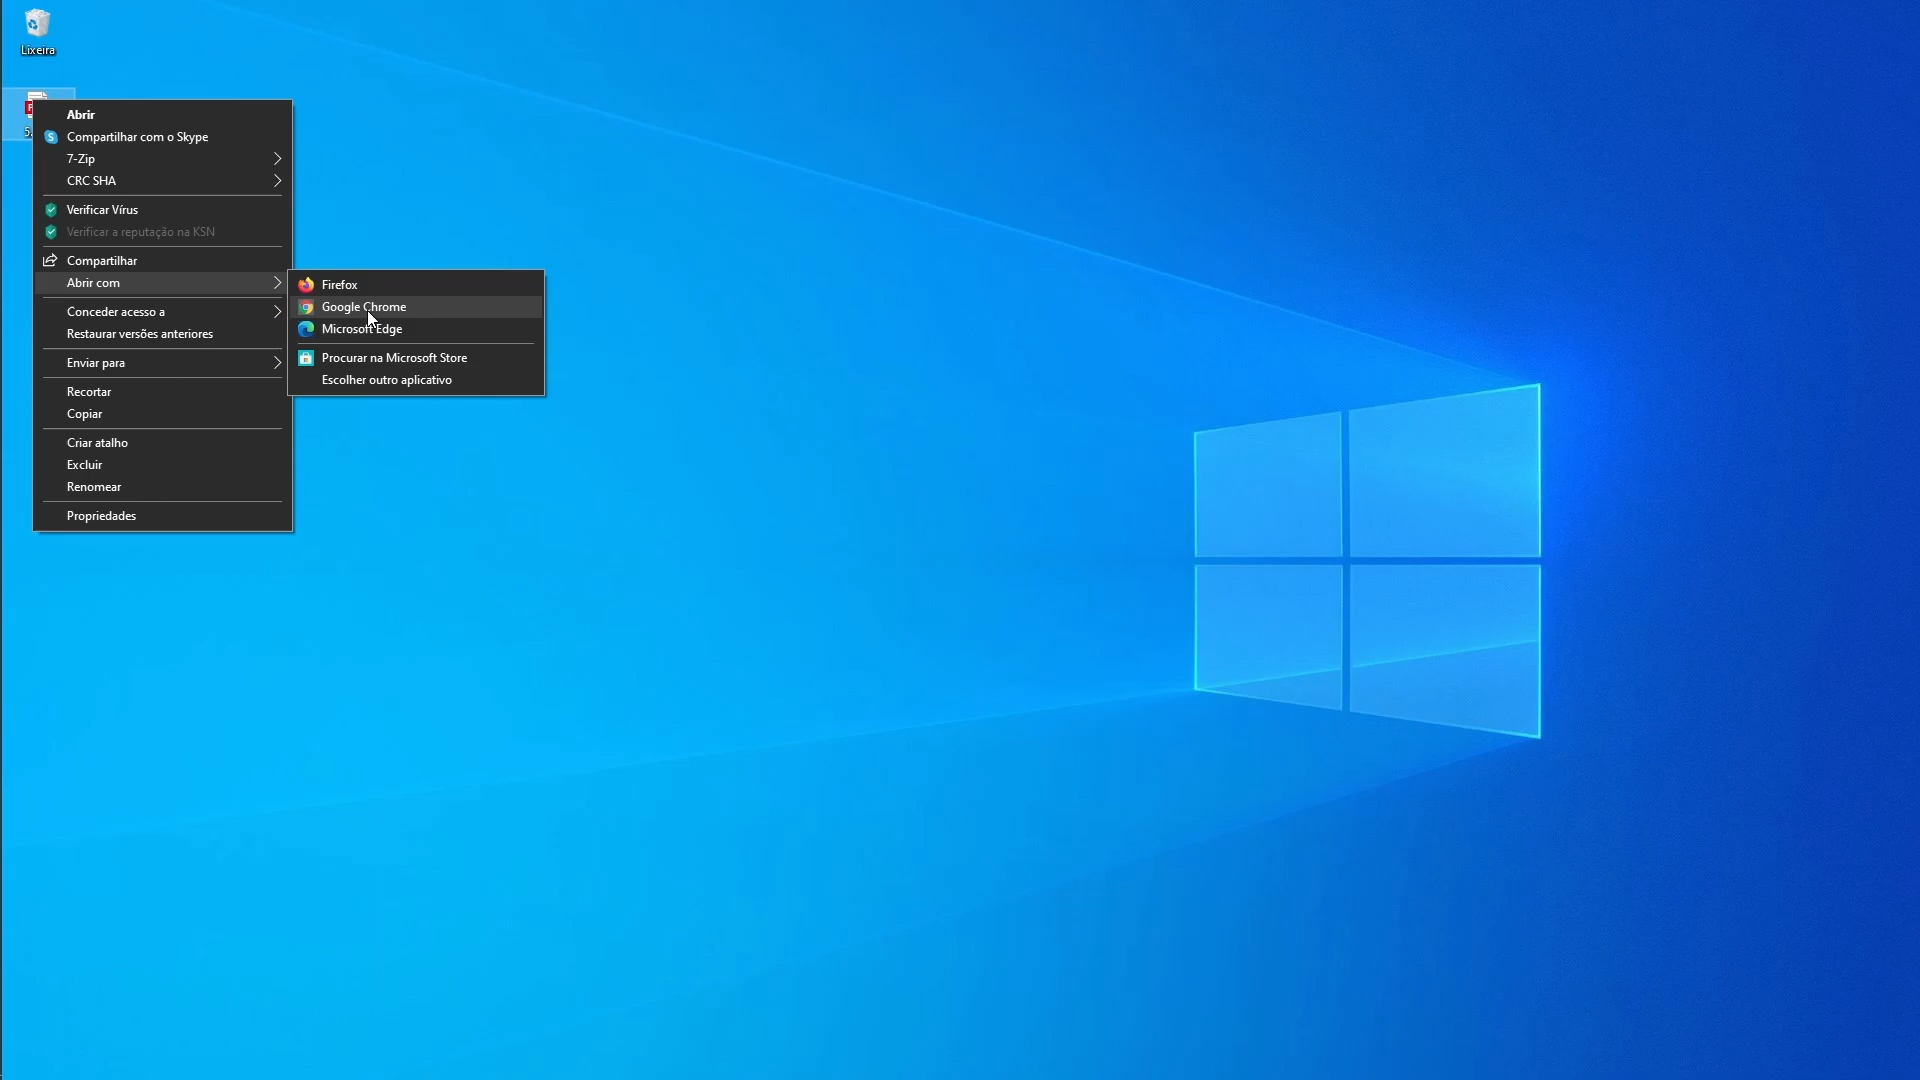 Lixeira
Abrir
Compartilhar com o Skype
7-Zip
CRC SHA
Verificar Vírus
Verificar a reputação na KSN
Compartilhar
Abrir com
Conceder acesso a
Restaurar versões anteriores
Enviar para
Recortar
Copiar
Criar atalho
Excluir
Renomear
Propriedades
Firefox
Google Chrome
Microsoft Edge
Procurar na Microsoft Store
Escolher outro aplicativo